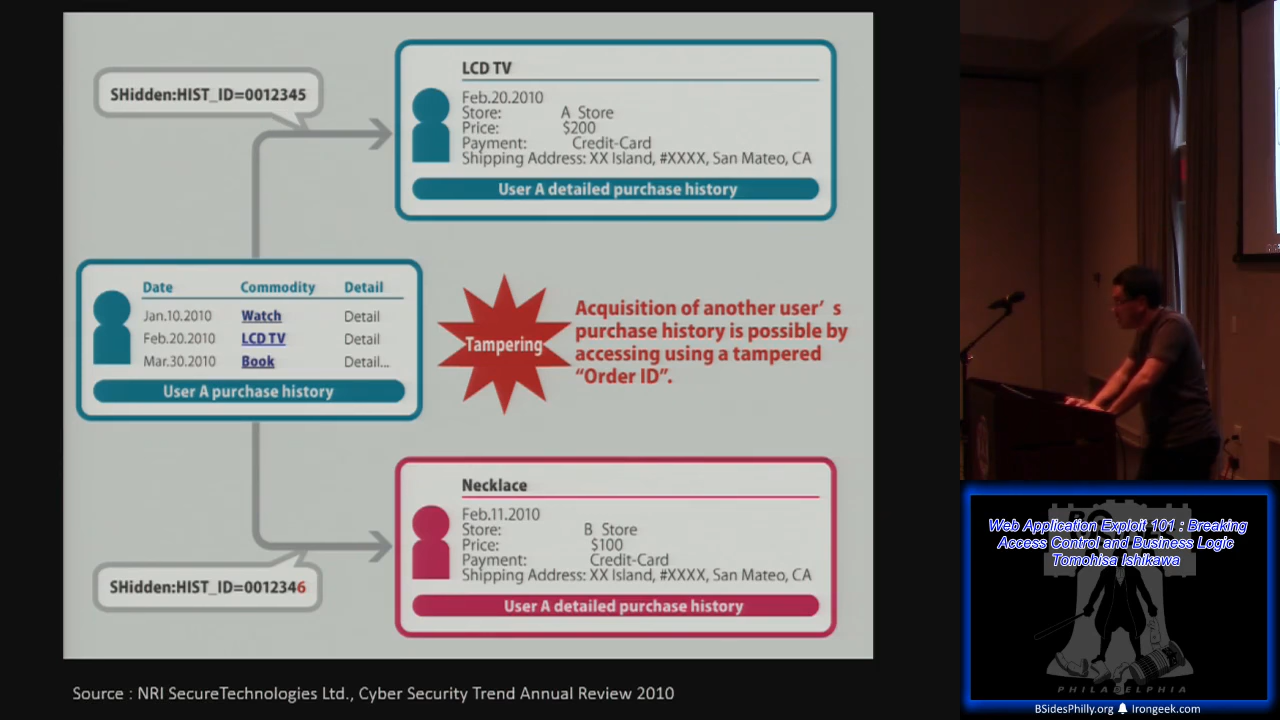 SHidden:HIST_ID=0012345
LCD TV
Feb.20.2010
Store: A Store
Price: $200
Payment: Credit-Card
Shipping Address: XX Island, #XXXX, San Mateo, CA
User A detailed purchase history
Date Commodity Detail
Jan.10.2010 Watch Detail
Feb.20.2010 LCD TV Detail
Mar.30.2010 Book Detail...
User A purchase history
Tampering
Acquisition of another user's
purchase history is possible by
accessing using a tampered
“Order ID”.
Necklace
Feb.11.2010
Store: B Store
Price: $100
Payment: Credit-Card
Shipping Address: XX Island, #XXXX, San Mateo, CA
User A detailed purchase history
SHidden:HIST_ID=0012346
Source : NRI SecureTechnologies Ltd., Cyber Security Trend Annual Review 2010
Web Application Exploit 101 : Breaking
Access Control and Business Logic
Tomohisa Ishikawa
PHILADELPHIA
BSidesPhilly.org Irongeek.com